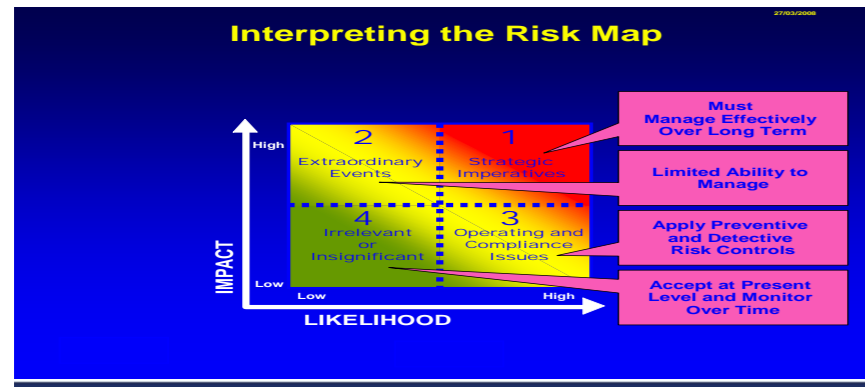 27/03/2008
Interpreting the Risk Map
Must
Manage Effectively
Over Long Term
High
2
Extraordinary
Events
1
Strategic
Imperatives
Limited Ability to
Manage
4
Irrelevant
or
Insignificant
3
Operating and
Compliance
Issues
Apply Preventive
and Detective
Risk Controls
IMPACT
Low
Accept at Present
Level and Monitor
Over Time
Low
High
LIKELIHOOD